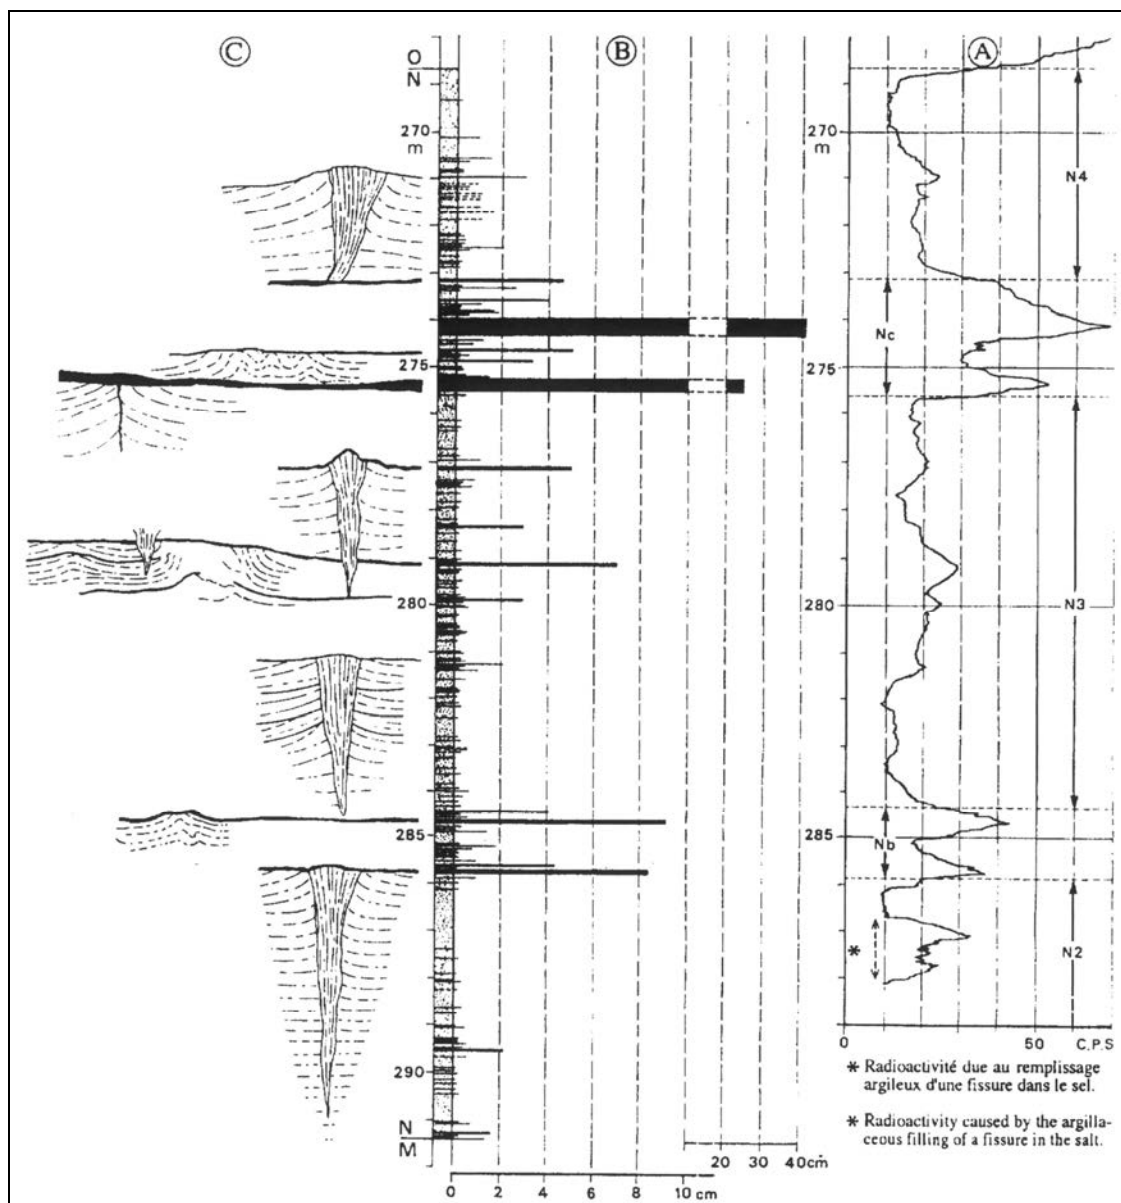 C
B
A
O
N
270
m
275
280
285
290
N
M
0 2 4 6 8 10 cm
20 30 40cm
270
m
275
280
285
N4
Nc
N3
Nb
N2
*
0 50 C.P.S
* Radioactivité due au remplissage
argileux d'une fissure dans le sel.
* Radioactivity caused by the argilla-
ceous filling of a fissure in the salt.